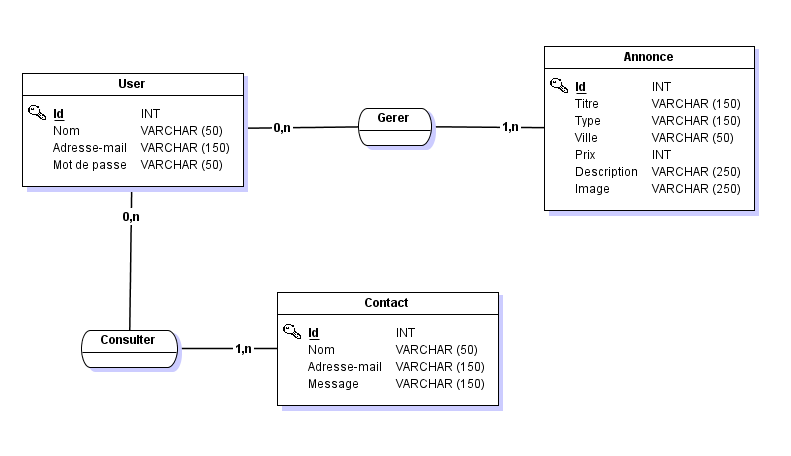 User
Id INT
Nom VARCHAR (50)
Adresse-mail VARCHAR (150)
Mot de passe VARCHAR (50)
0,n
Gerer
1,n
Annonce
Id INT
Titre VARCHAR (150)
Type VARCHAR (150)
Ville VARCHAR (50)
Prix INT
Description VARCHAR (250)
Image VARCHAR (250)
0,n
Consulter
1,n
Contact
Id INT
Nom VARCHAR (50)
Adresse-mail VARCHAR (150)
Message VARCHAR (150)